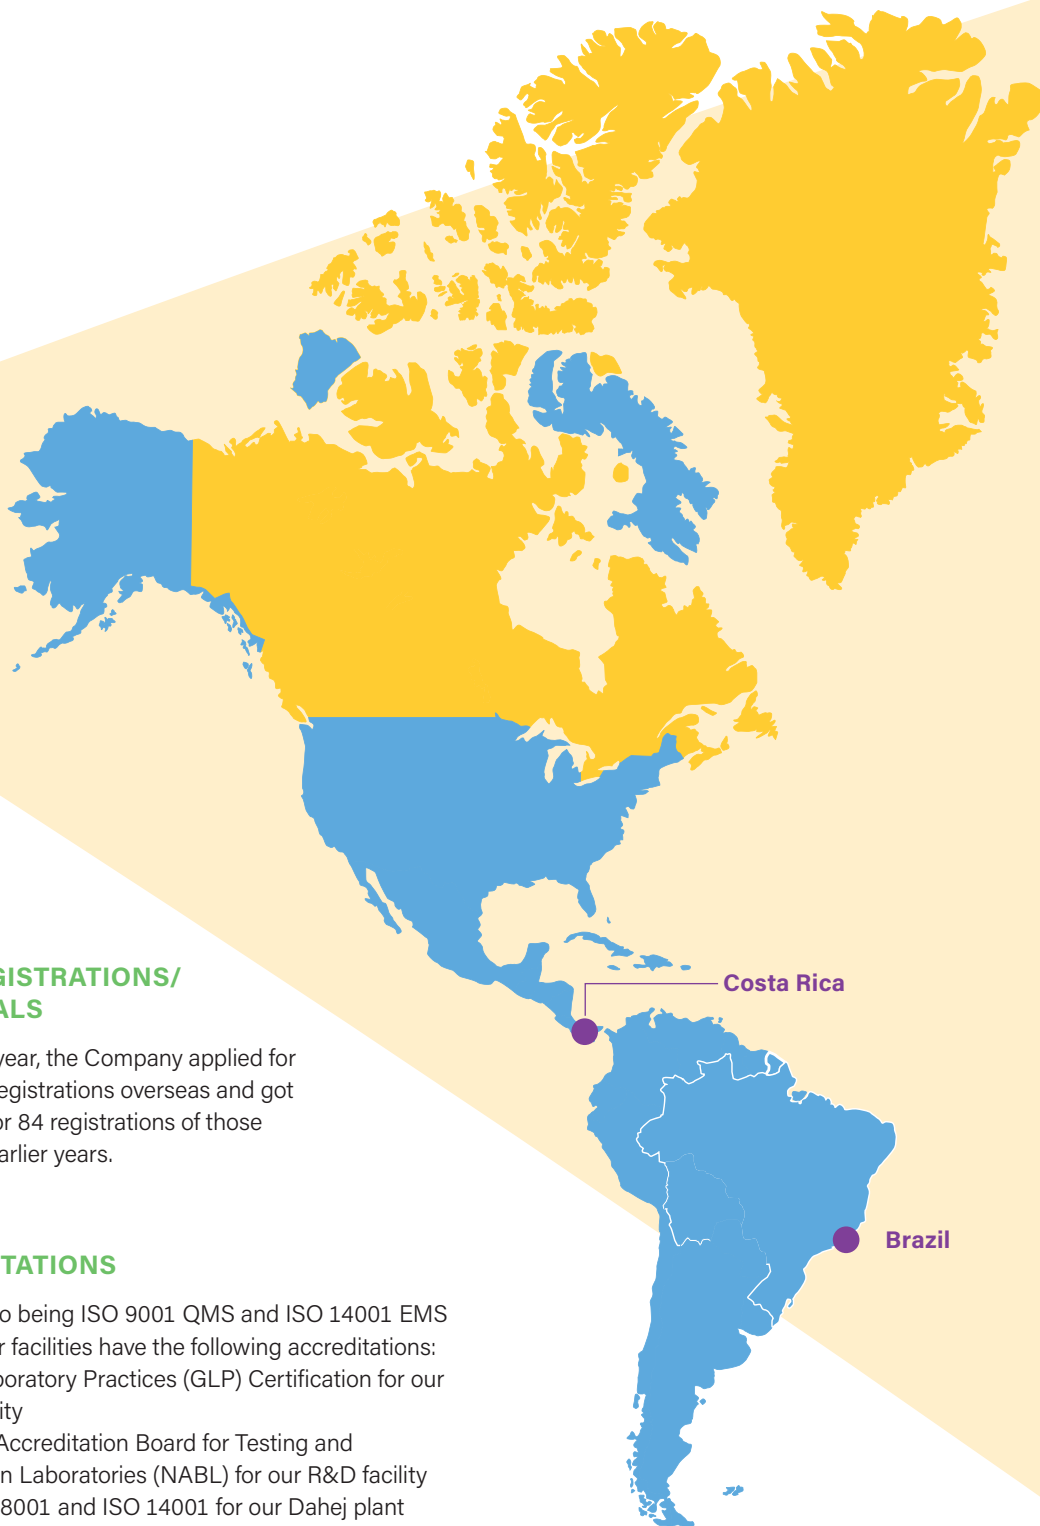 GISTRATIONS/
ALS
year, the Company applied for
egistrations overseas and got
or 84 registrations of those
arlier years.
TATIONS
o being ISO 9001 QMS and ISO 14001 EMS
r facilities have the following accreditations:
boratory Practices (GLP) Certification for our
ity
Accreditation Board for Testing and
n Laboratories (NABL) for our R&D facility
8001 and ISO 14001 for our Dahej plant
Costa Rica
Brazil